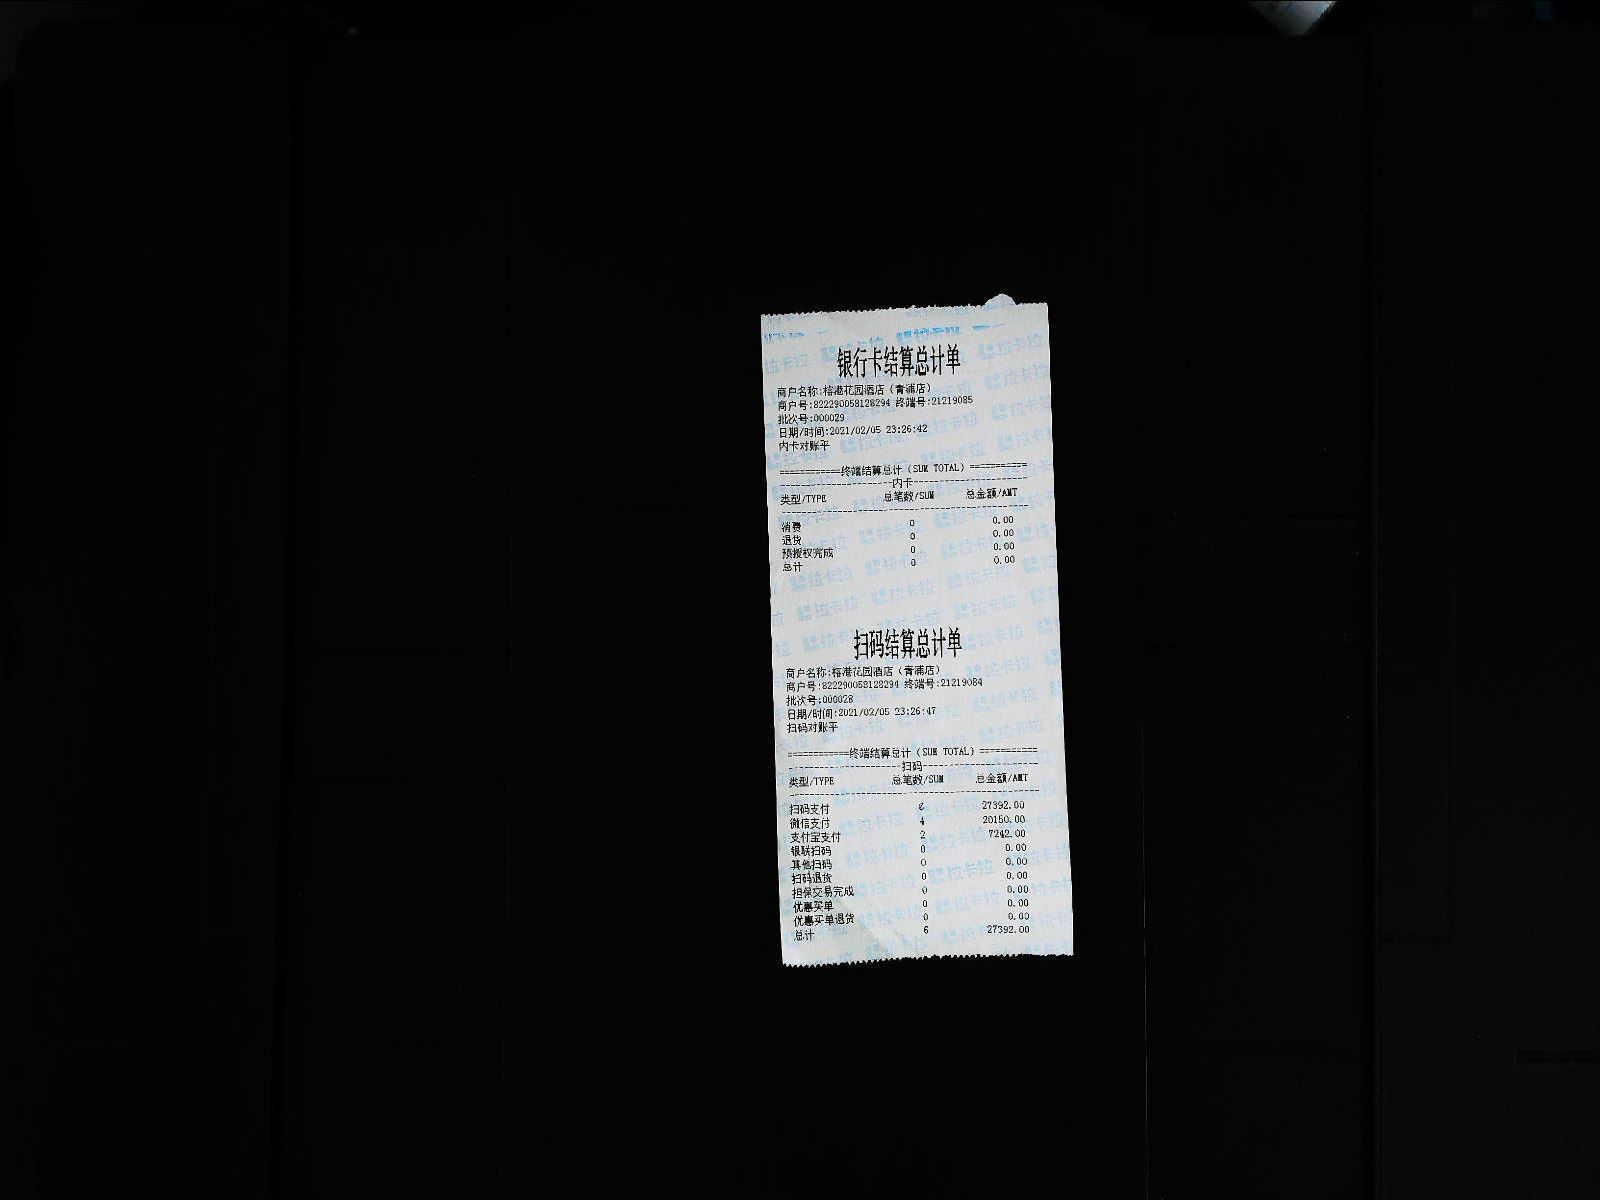 银行卡结算总计单
商户名称:榕港花园酒店（青浦店）
商户号:822290058128294 终端号:21219085
批次号:000029
日期/时间:2021/02/05 23:26:42
内卡对账平
============终端结算总计（SUM TOTAL）===========
----------------------内卡----------------------
类型/TYPE 总笔数/SUM 总金额/AMT
------------------------------------------------
消费 0 0.00
退货 0 0.00
预授权完成 0 0.00
总计 0 0.00
扫码结算总计单
商户名称:榕港花园酒店（青浦店）
商户号:822290058128294 终端号:21219084
批次号:000028
日期/时间:2021/02/05 23:26:47
扫码对账平
============终端结算总计（SUM TOTAL）===========
----------------------扫码----------------------
类型/TYPE 总笔数/SUM 总金额/AMT
------------------------------------------------
扫码支付 6 27392.00
微信支付 4 20150.00
支付宝支付 2 7242.00
银联扫码 0 0.00
其他扫码 0 0.00
扫码退货 0 0.00
担保交易完成 0 0.00
优惠买单 0 0.00
优惠买单退货 0 0.00
总计 6 27392.00